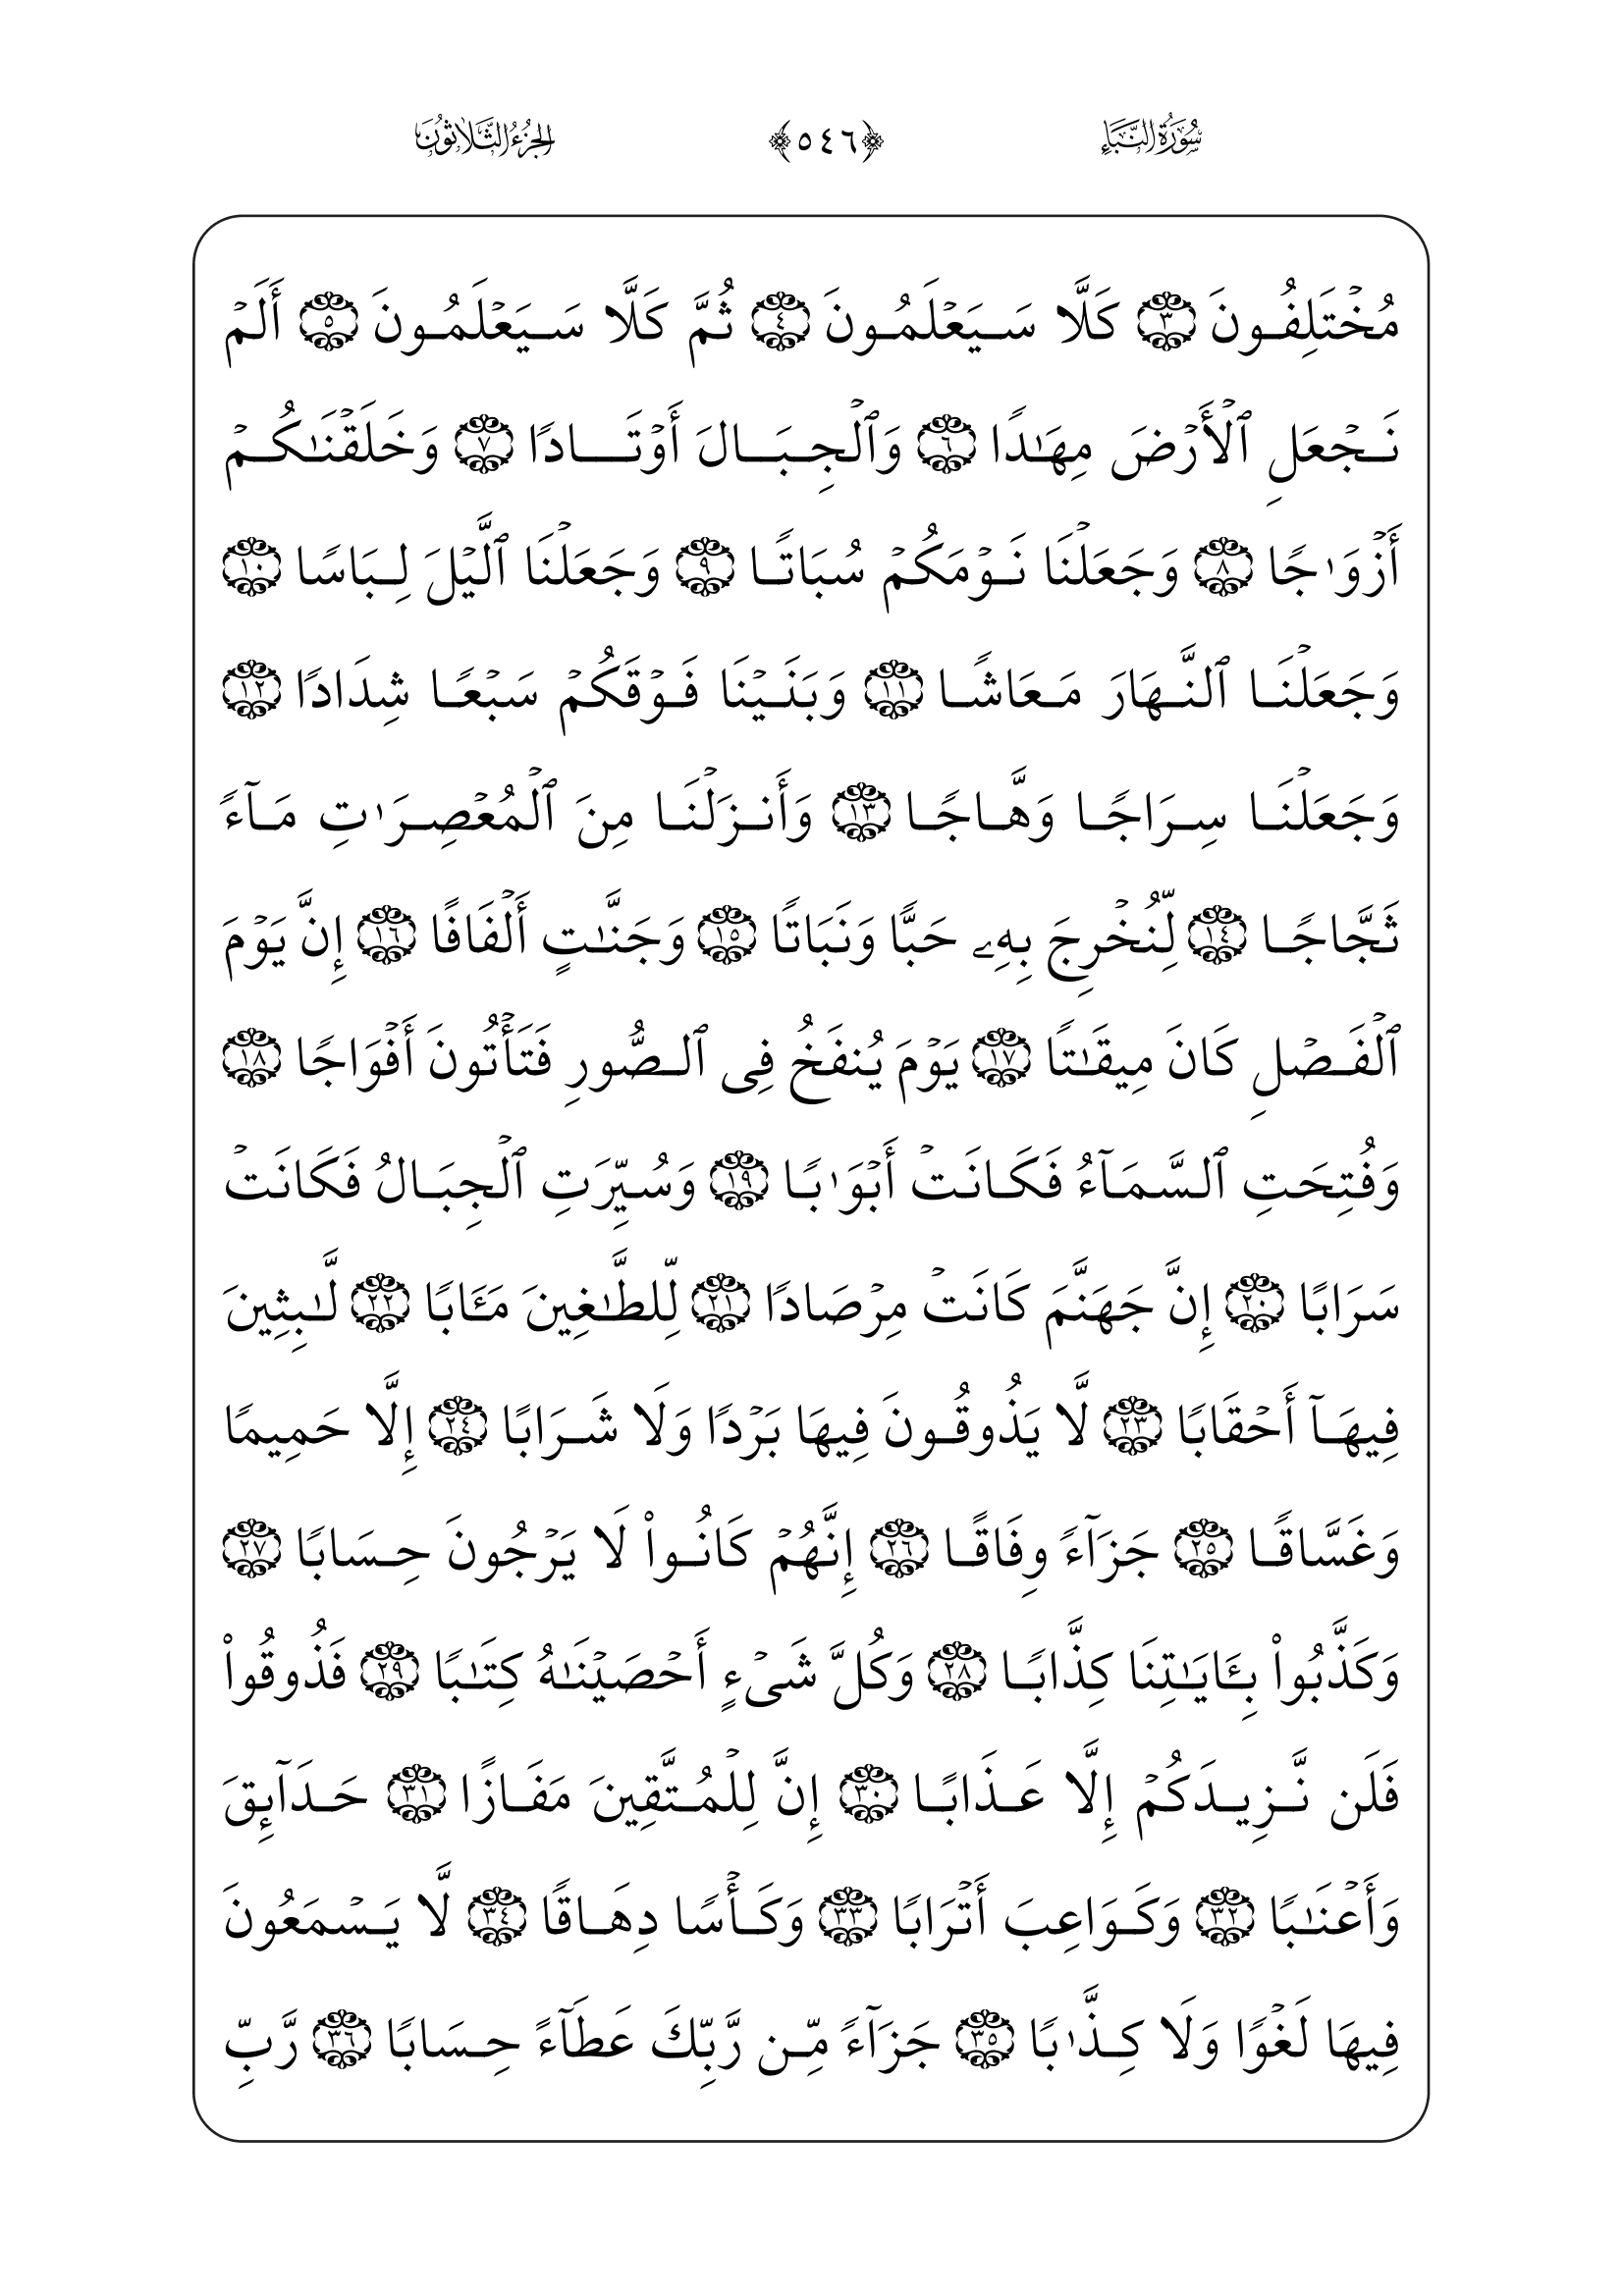 سُورَةُ النَّبَإِ ﴿٥٤٦﴾ الجُزْءُ الثَّلَاثُونَ
مُخۡتَلِفُونَ ٣ كَلَّا سَيَعۡلَمُونَ ٤ ثُمَّ كَلَّا سَيَعۡلَمُونَ ٥ أَلَمۡ
نَجۡعَلِ ٱلۡأَرۡضَ مِهَٰدًا ٦ وَٱلۡجِبَالَ أَوۡتَادًا ٧ وَخَلَقۡنَٰكُمۡ
أَزۡوَٰجًا ٨ وَجَعَلۡنَا نَوۡمَكُمۡ سُبَاتًا ٩ وَجَعَلۡنَا ٱلَّيۡلَ لِبَاسًا ١٠
وَجَعَلۡنَا ٱلنَّهَارَ مَعَاشًا ١١ وَبَنَيۡنَا فَوۡقَكُمۡ سَبۡعًا شِدَادًا ١٢
وَجَعَلۡنَا سِرَاجًا وَهَّاجًا ١٣ وَأَنزَلۡنَا مِنَ ٱلۡمُعۡصِرَٰتِ مَآءً
ثَجَّاجًا ١٤ لِّنُخۡرِجَ بِهِۦ حَبًّا وَنَبَاتًا ١٥ وَجَنَّٰتٍ أَلۡفَافًا ١٦ إِنَّ يَوۡمَ
ٱلۡفَصۡلِ كَانَ مِيقَٰتًا ١٧ يَوۡمَ يُنفَخُ فِى ٱلصُّورِ فَتَأۡتُونَ أَفۡوَاجًا ١٨
وَفُتِحَتِ ٱلسَّمَآءُ فَكَانَتۡ أَبۡوَٰبًا ١٩ وَسُيِّرَتِ ٱلۡجِبَالُ فَكَانَتۡ
سَرَابًا ٢٠ إِنَّ جَهَنَّمَ كَانَتۡ مِرۡصَادًا ٢١ لِّلطَّٰغِينَ مَـَٔابًا ٢٢ لَّٰبِثِينَ
فِيهَآ أَحۡقَابًا ٢٣ لَّا يَذُوقُونَ فِيهَا بَرۡدًا وَلَا شَرَابًا ٢٤ إِلَّا حَمِيمًا
وَغَسَّاقًا ٢٥ جَزَآءً وِفَاقًا ٢٦ إِنَّهُمۡ كَانُوا۟ لَا يَرۡجُونَ حِسَابًا ٢٧
وَكَذَّبُوا۟ بِـَٔايَٰتِنَا كِذَّابًا ٢٨ وَكُلَّ شَىۡءٍ أَحۡصَيۡنَٰهُ كِتَٰبًا ٢٩ فَذُوقُوا۟
فَلَن نَّزِيدَكُمۡ إِلَّا عَذَابًا ٣٠ إِنَّ لِلۡمُتَّقِينَ مَفَازًا ٣١ حَدَآئِقَ
وَأَعۡنَٰبًا ٣٢ وَكَوَاعِبَ أَتۡرَابًا ٣٣ وَكَأۡسًا دِهَاقًا ٣٤ لَّا يَسۡمَعُونَ
فِيهَا لَغۡوًا وَلَا كِذَّٰبًا ٣٥ جَزَآءً مِّن رَّبِّكَ عَطَآءً حِسَابًا ٣٦ رَّبِّ